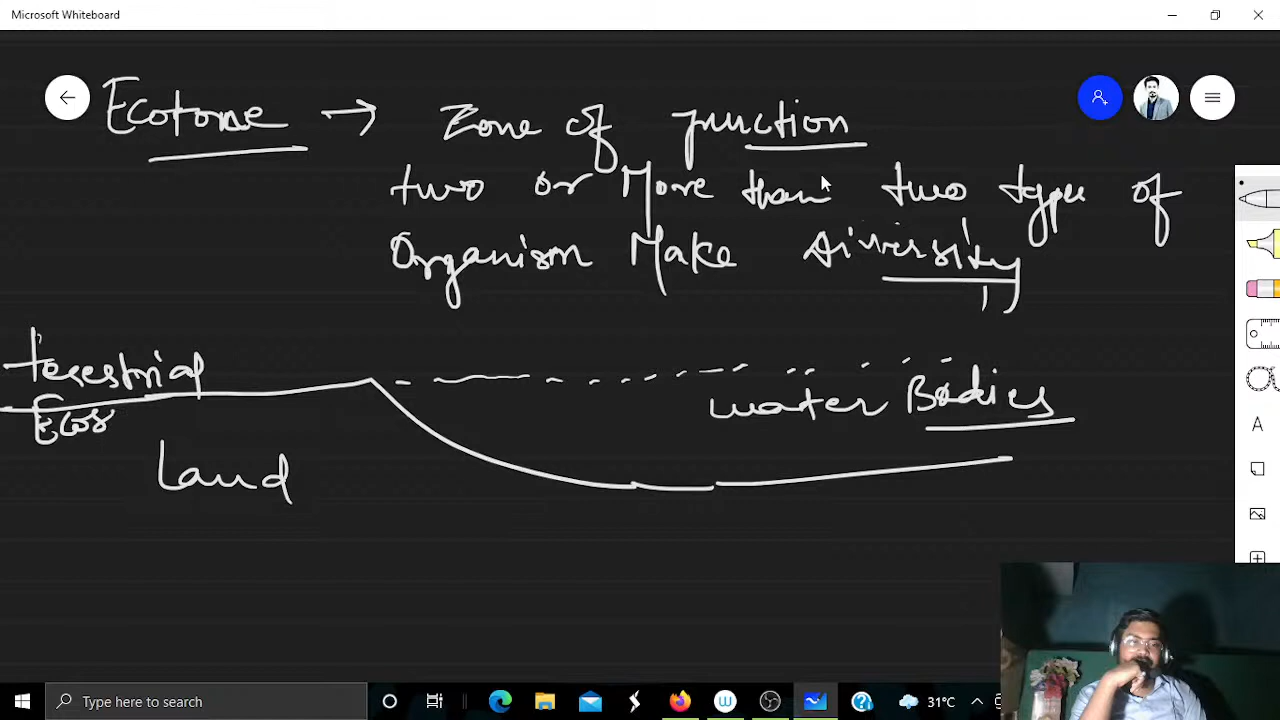 Microsoft Whiteboard
Ecotone → Zone of junction
two or More than two type of
Organism Make diversity
terestrial
Ecos
water Bodies
Land
Type here to search
31°C